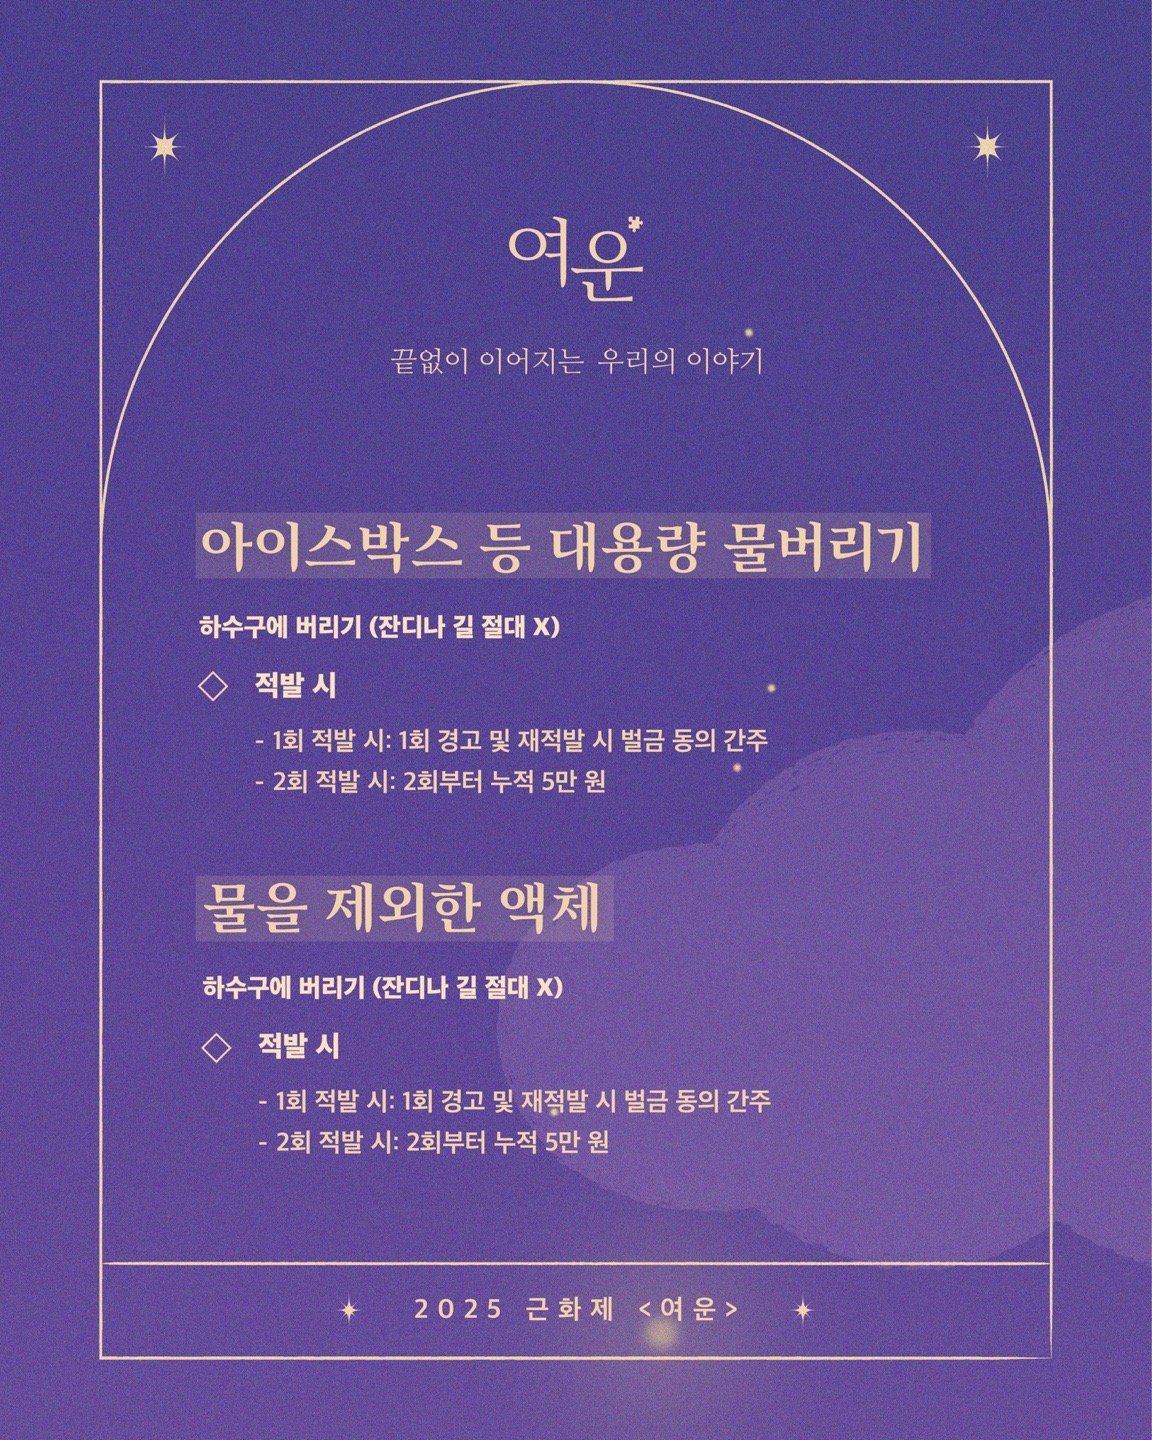 여운
끝없이 이어지는 우리의 이야기
아이스박스 등 대용량 물버리기
하수구에 버리기 (잔디나 길 절대 X)
◇ 적발 시
- 1회 적발 시: 1회 경고 및 재적발 시 벌금 동의 간주
- 2회 적발 시: 2회부터 누적 5만 원
물을 제외한 액체
하수구에 버리기 (잔디나 길 절대 X)
◇ 적발 시
- 1회 적발 시: 1회 경고 및 재적발 시 벌금 동의 간주
- 2회 적발 시: 2회부터 누적 5만 원
2025 근화제 <여운>